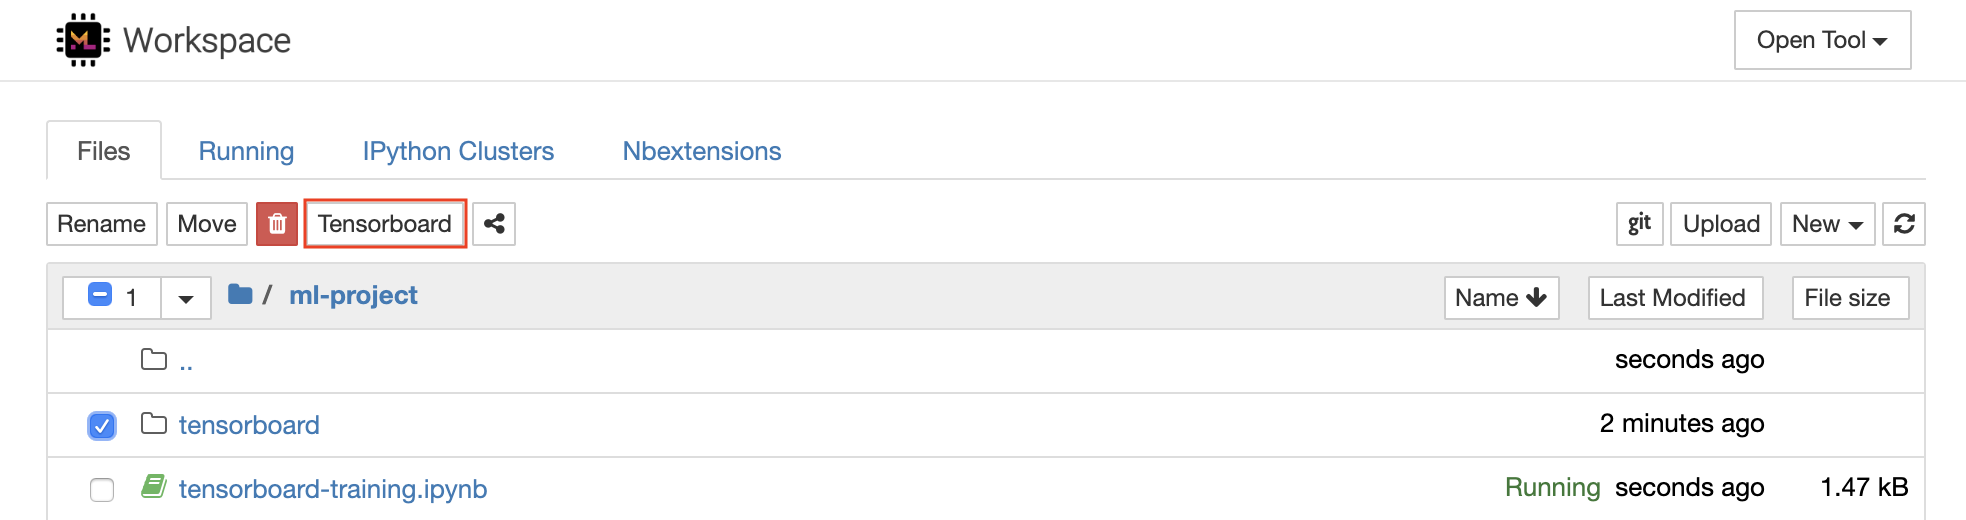 ML Workspace
Open Tool
Files Running IPython Clusters Nbextensions
Rename Move Tensorboard git Upload New
1 / ml-project Name Last Modified File size
.. seconds ago
tensorboard 2 minutes ago
tensorboard-training.ipynb Running seconds ago 1.47 kB